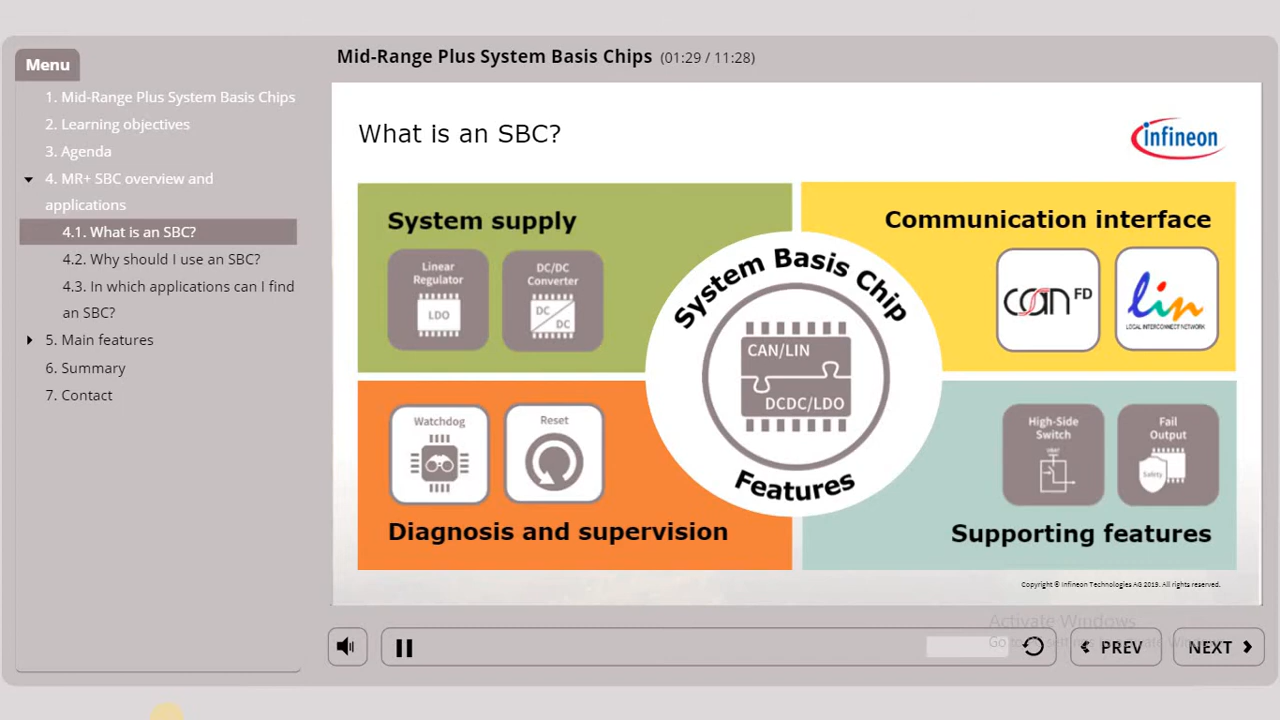 Menu
1. Mid-Range Plus System Basis Chips
2. Learning objectives
3. Agenda
4. MR+ SBC overview and
applications
4.1. What is an SBC?
4.2. Why should I use an SBC?
4.3. In which applications can I find
an SBC?
5. Main features
6. Summary
7. Contact
Mid-Range Plus System Basis Chips (01:29 / 11:28)
What is an SBC?
infineon
System supply
Linear
Regulator
LDO
DC/DC
Converter
DC
DC
Communication interface
CAN FD
lin
LOCAL INTERCONNECT NETWORK
System Basis Chip
CAN/LIN
DCDC/LDO
Features
Watchdog
Reset
Diagnosis and supervision
High-Side
Switch
Fail
Output
Safety
Supporting features
Copyright © Infineon Technologies AG 2019. All rights reserved.
Activate Windows
PREV
NEXT